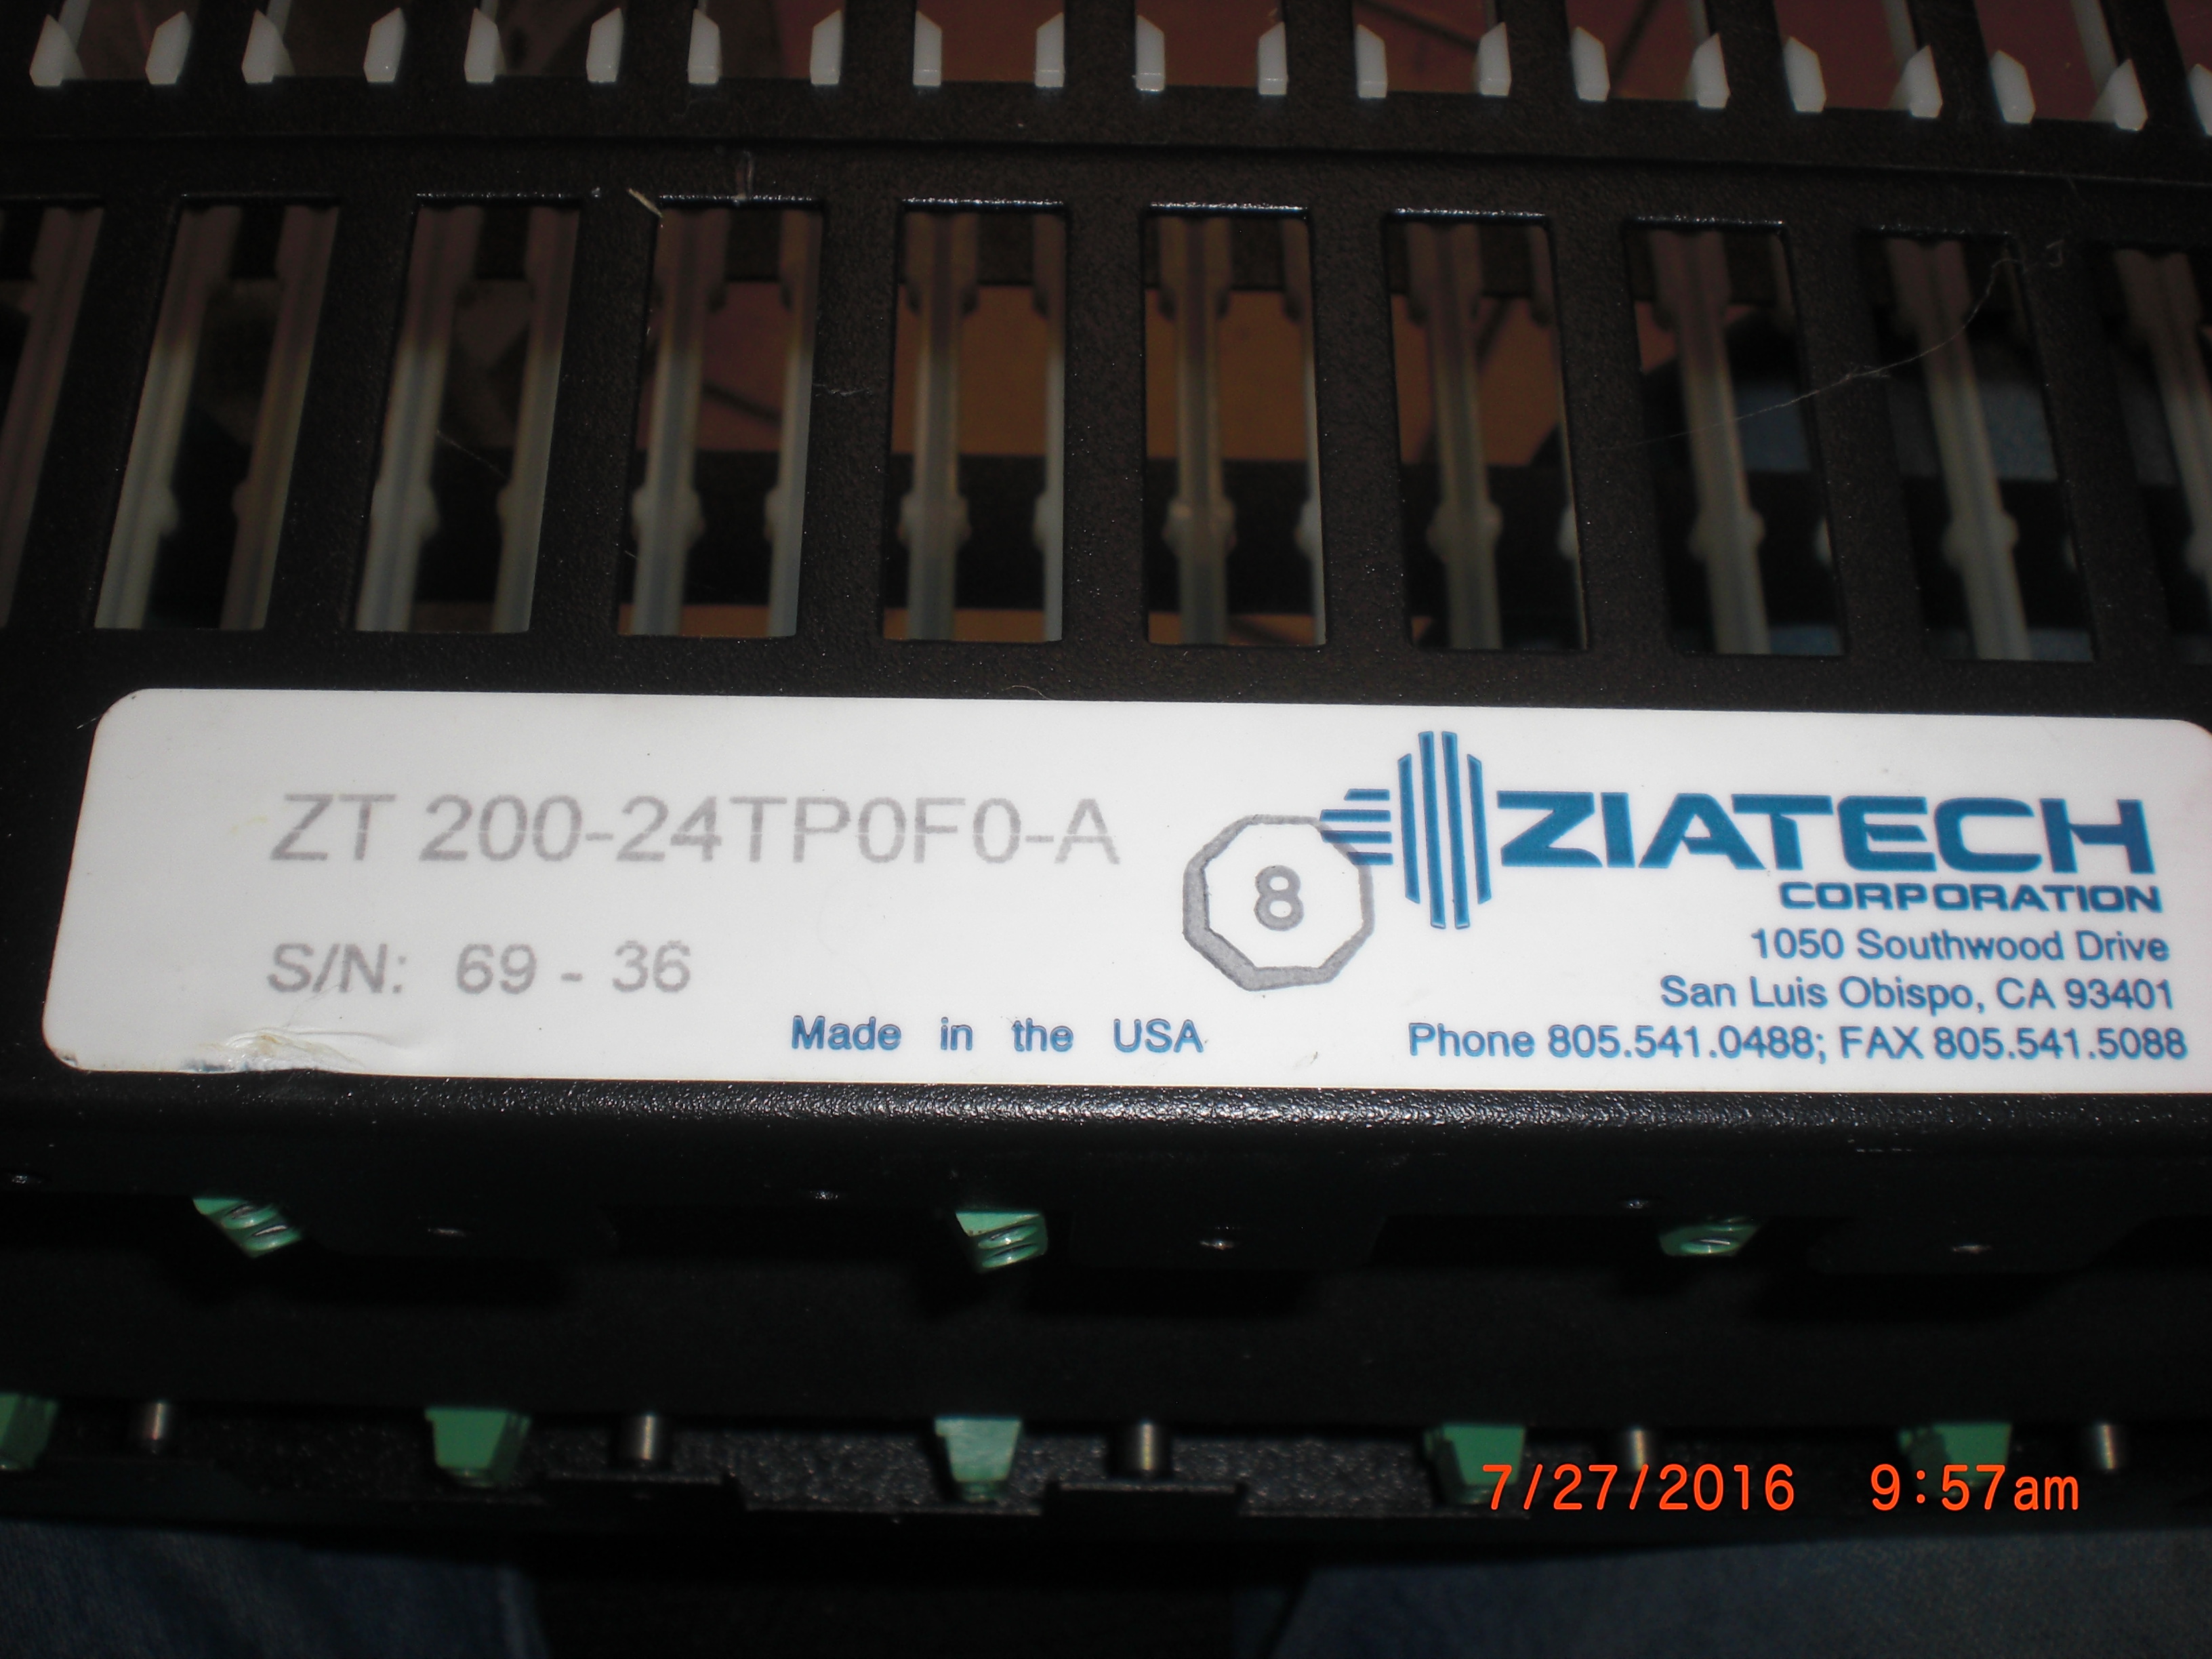 ZT 200-24TP0F0-A
S/N: 69 - 36
8
ZIATECH
CORPORATION
1050 Southwood Drive
San Luis Obispo, CA 93401
Made in the USA
Phone 805.541.0488; FAX 805.541.5088
7/27/2016 9:57am